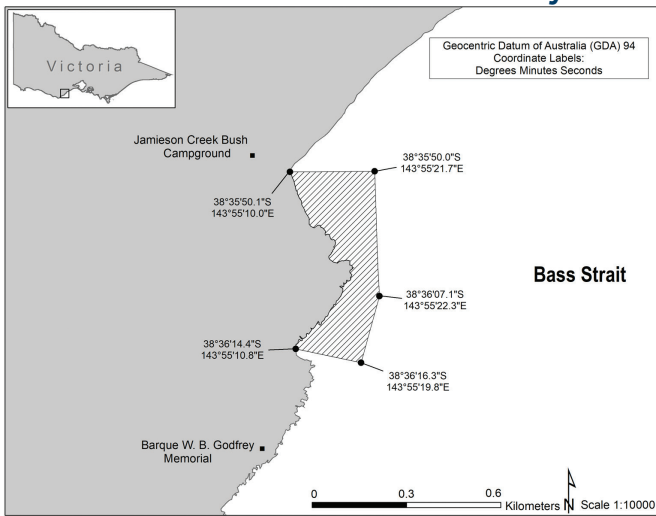 Victoria
Geocentric Datum of Australia (GDA) 94
Coordinate Labels:
Degrees Minutes Seconds
Jamieson Creek Bush
Campground
38°35'50.0"S
143°55'21.7"E
38°35'50.1"S
143°55'10.0"E
Bass Strait
38°36'07.1"S
143°55'22.3"E
38°36'14.4"S
143°55'10.8"E
38°36'16.3"S
143°55'19.8"E
Barque W. B. Godfrey
Memorial
0 0.3 0.6
Kilometers N Scale 1:10000